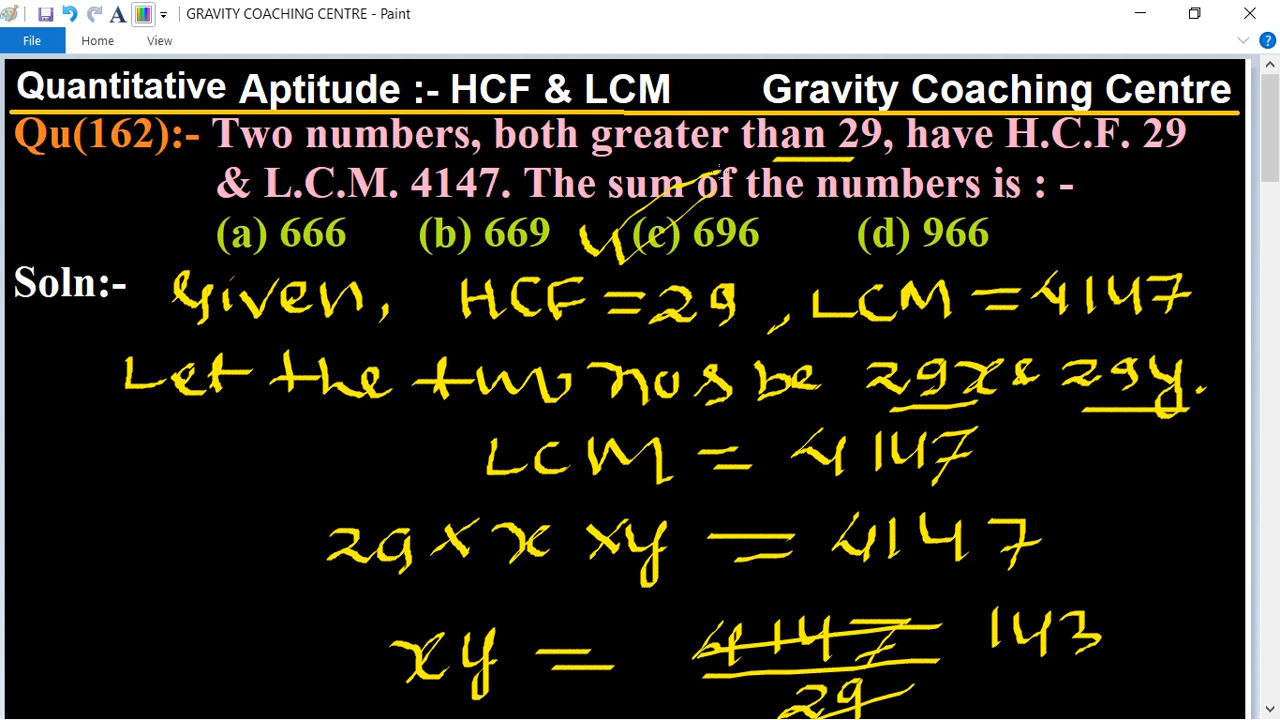 GRAVITY COACHING CENTRE - Paint
File Home View
Quantitative Aptitude :- HCF & LCM Gravity Coaching Centre
Qu(162):- Two numbers, both greater than 29, have H.C.F. 29
& L.C.M. 4147. The sum of the numbers is : -
(a) 666 (b) 669 (c) 696 (d) 966
Soln:- Given, HCF = 29, LCM = 4147
Let the two nos be 29x & 29y.
LCM = 4147
29 × x × y = 4147
xy = 4147 143
29